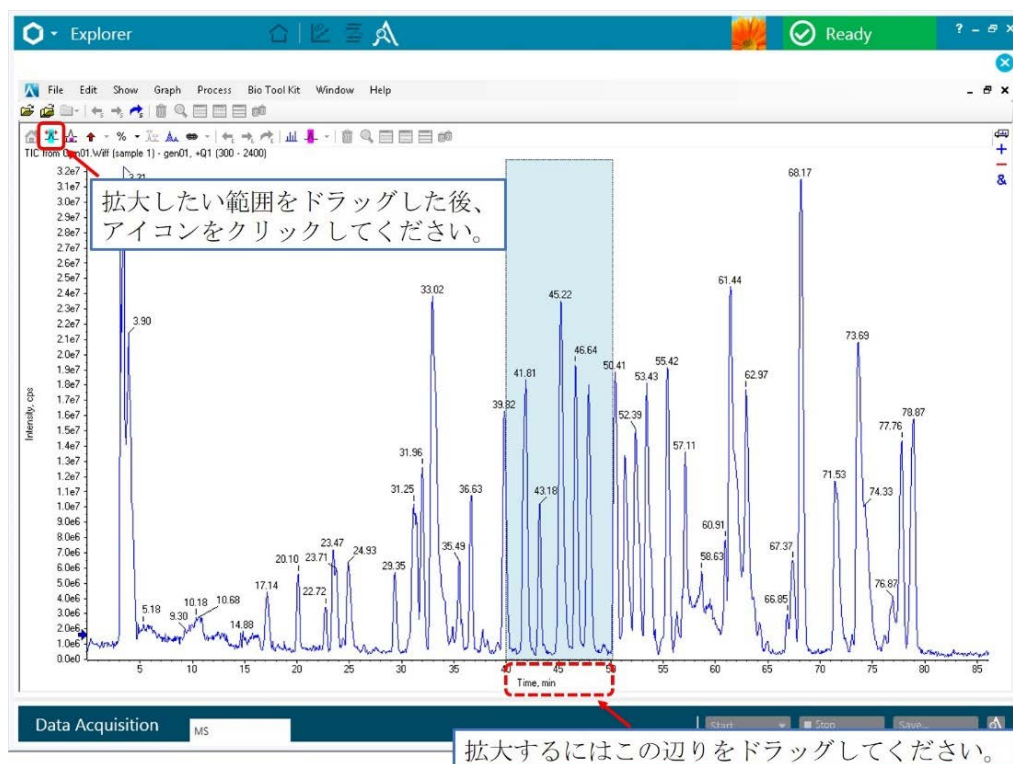 Explorer
Ready
? - ×
File Edit Show Graph Process Bio Tool Kit Window Help
%
TIC from Gen01.Wiff (sample 1) - gen01, +Q1 (300 - 2400)
拡大したい範囲をドラッグした後、
アイコンをクリックしてください。
Intensity, cps
3.2e7
3.1e7
3.0e7
2.9e7
2.8e7
2.7e7
2.6e7
2.5e7
2.4e7
2.3e7
2.2e7
2.1e7
2.0e7
1.9e7
1.8e7
1.7e7
1.6e7
1.5e7
1.4e7
1.3e7
1.2e7
1.1e7
1.0e7
9.0e6
8.0e6
7.0e6
6.0e6
5.0e6
4.0e6
3.0e6
2.0e6
1.0e6
0.0e0
3.21
3.90
5.18
9.30
10.18
10.68
14.88
17.14
20.10
22.72
23.47
23.71
24.93
29.35
31.25
31.96
33.02
35.49
36.63
39.82
41.81
43.18
45.22
46.64
50.41
52.39
53.43
55.42
57.11
58.63
60.91
61.44
62.97
66.85
67.37
68.17
71.53
73.69
74.33
76.87
77.76
78.87
5 10 15 20 25 30 35 40 45 50 55 60 65 70 75 80 85
Time, min
Data Acquisition
MS
Start
Stop
Save...
拡大するにはこの辺りをドラッグしてください。